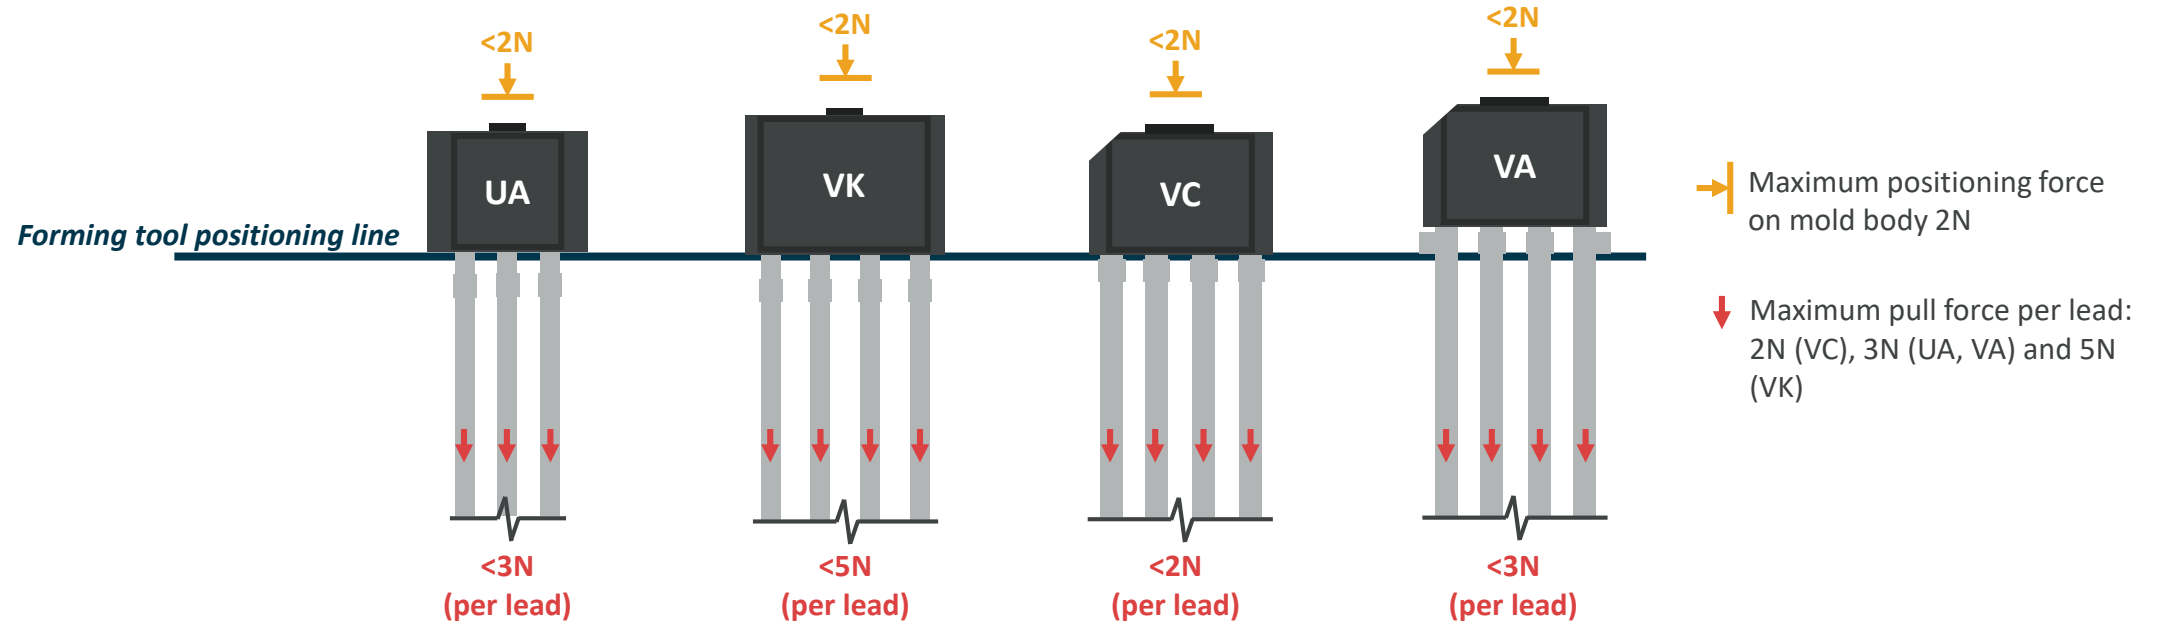 <2N
<2N
<2N
<2N
UA
VK
VC
VA
Forming tool positioning line
Maximum positioning force
on mold body 2N
Maximum pull force per lead:
2N (VC), 3N (UA, VA) and 5N
(VK)
<3N
(per lead)
<5N
(per lead)
<2N
(per lead)
<3N
(per lead)